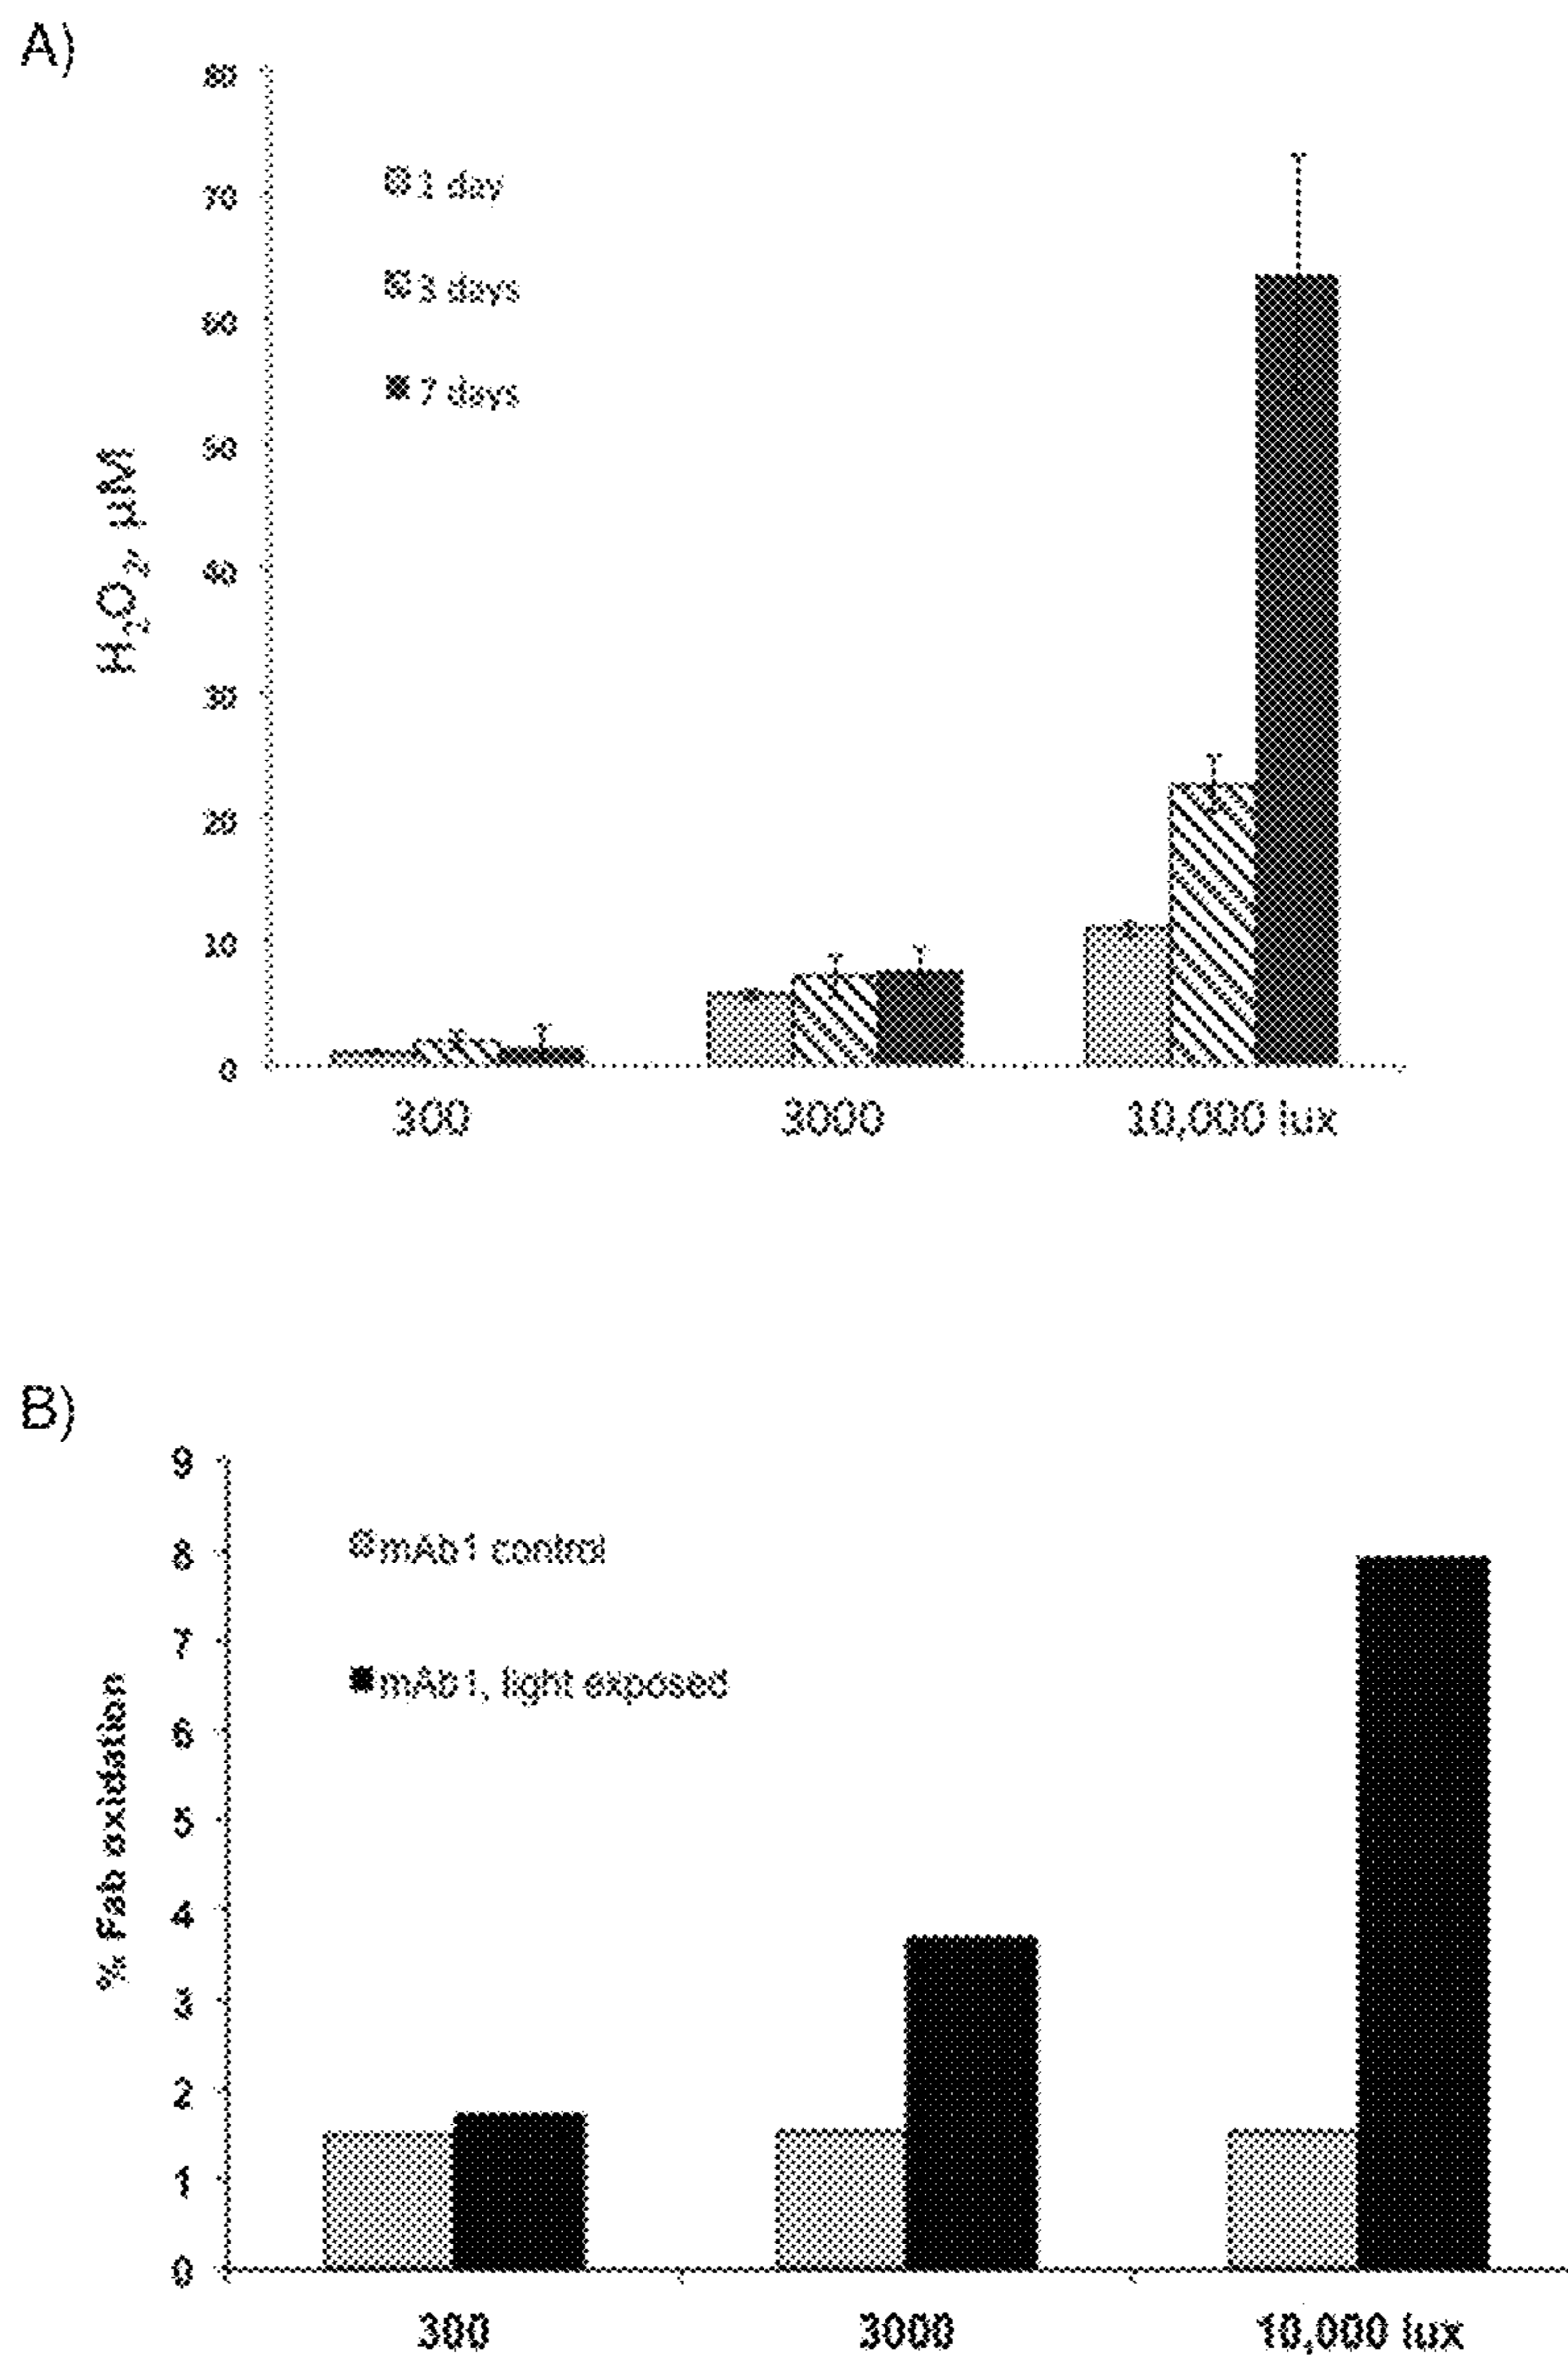 A)
80
70
60
50
40
30
20
10
0
H₂O₂, µM
1 day
3 days
7 days
300 3000 10,000 lux
B)
9
8
7
6
5
4
3
2
1
0
% Fab oxidation
mAb1 control
mAb1, light exposed
300 3000 10,000 lux